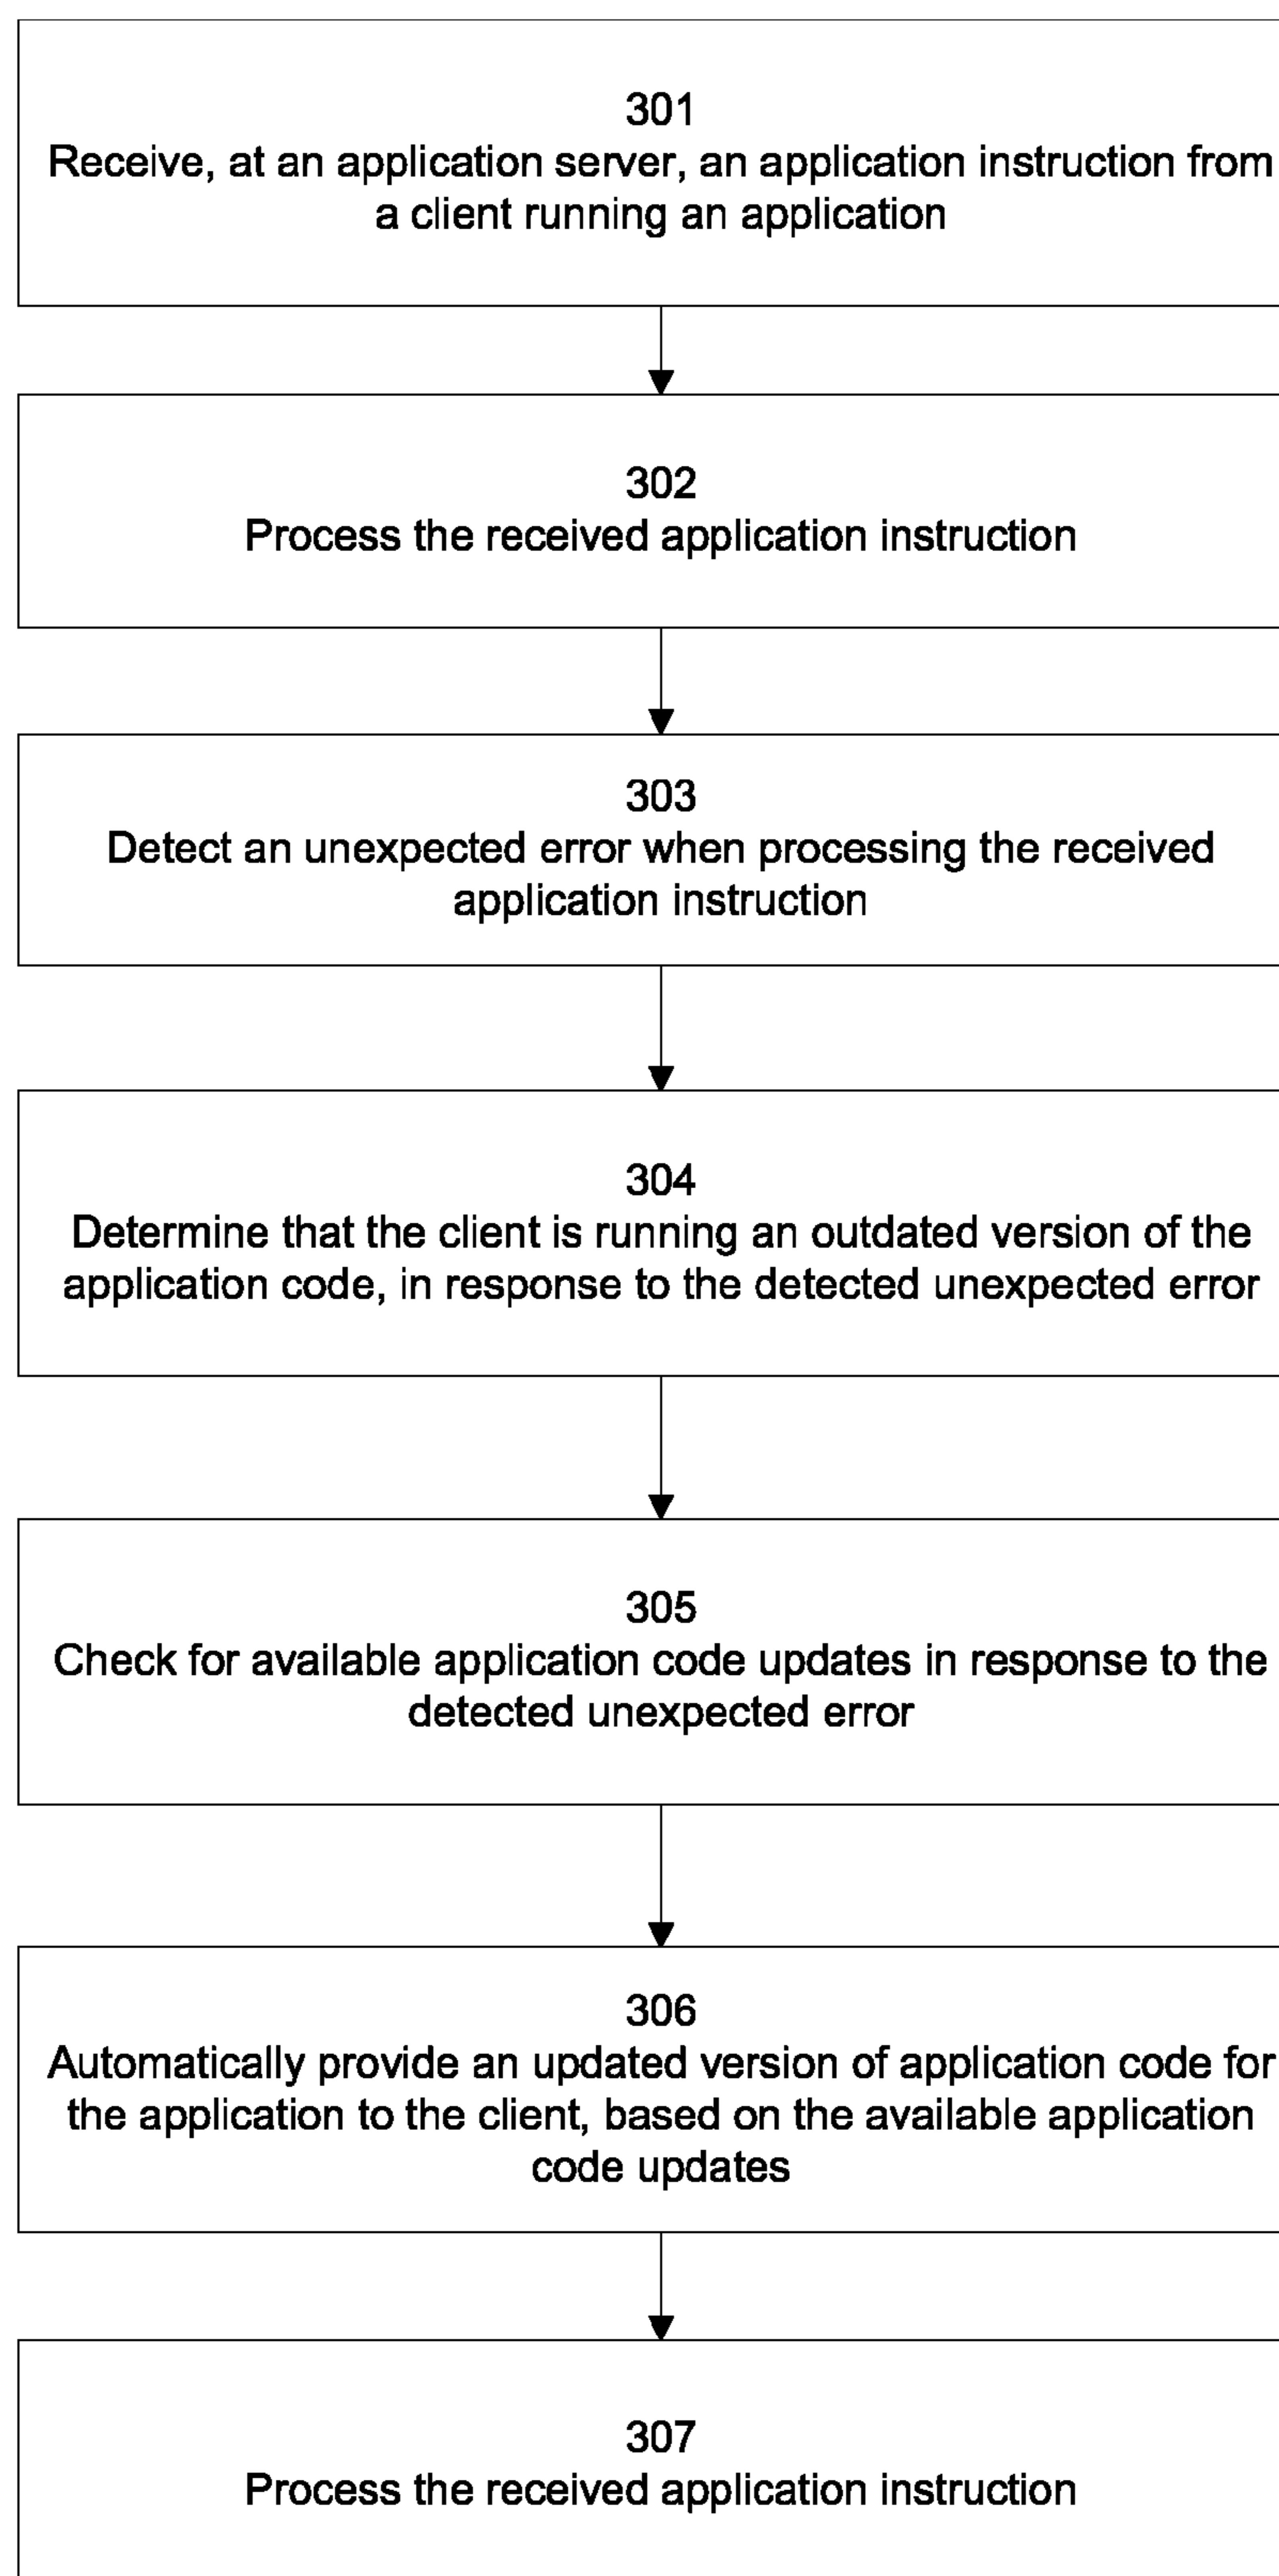 301
Receive, at an application server, an application instruction from
a client running an application
302
Process the received application instruction
303
Detect an unexpected error when processing the received
application instruction
304
Determine that the client is running an outdated version of the
application code, in response to the detected unexpected error
305
Check for available application code updates in response to the
detected unexpected error
306
Automatically provide an updated version of application code for
the application to the client, based on the available application
code updates
307
Process the received application instruction